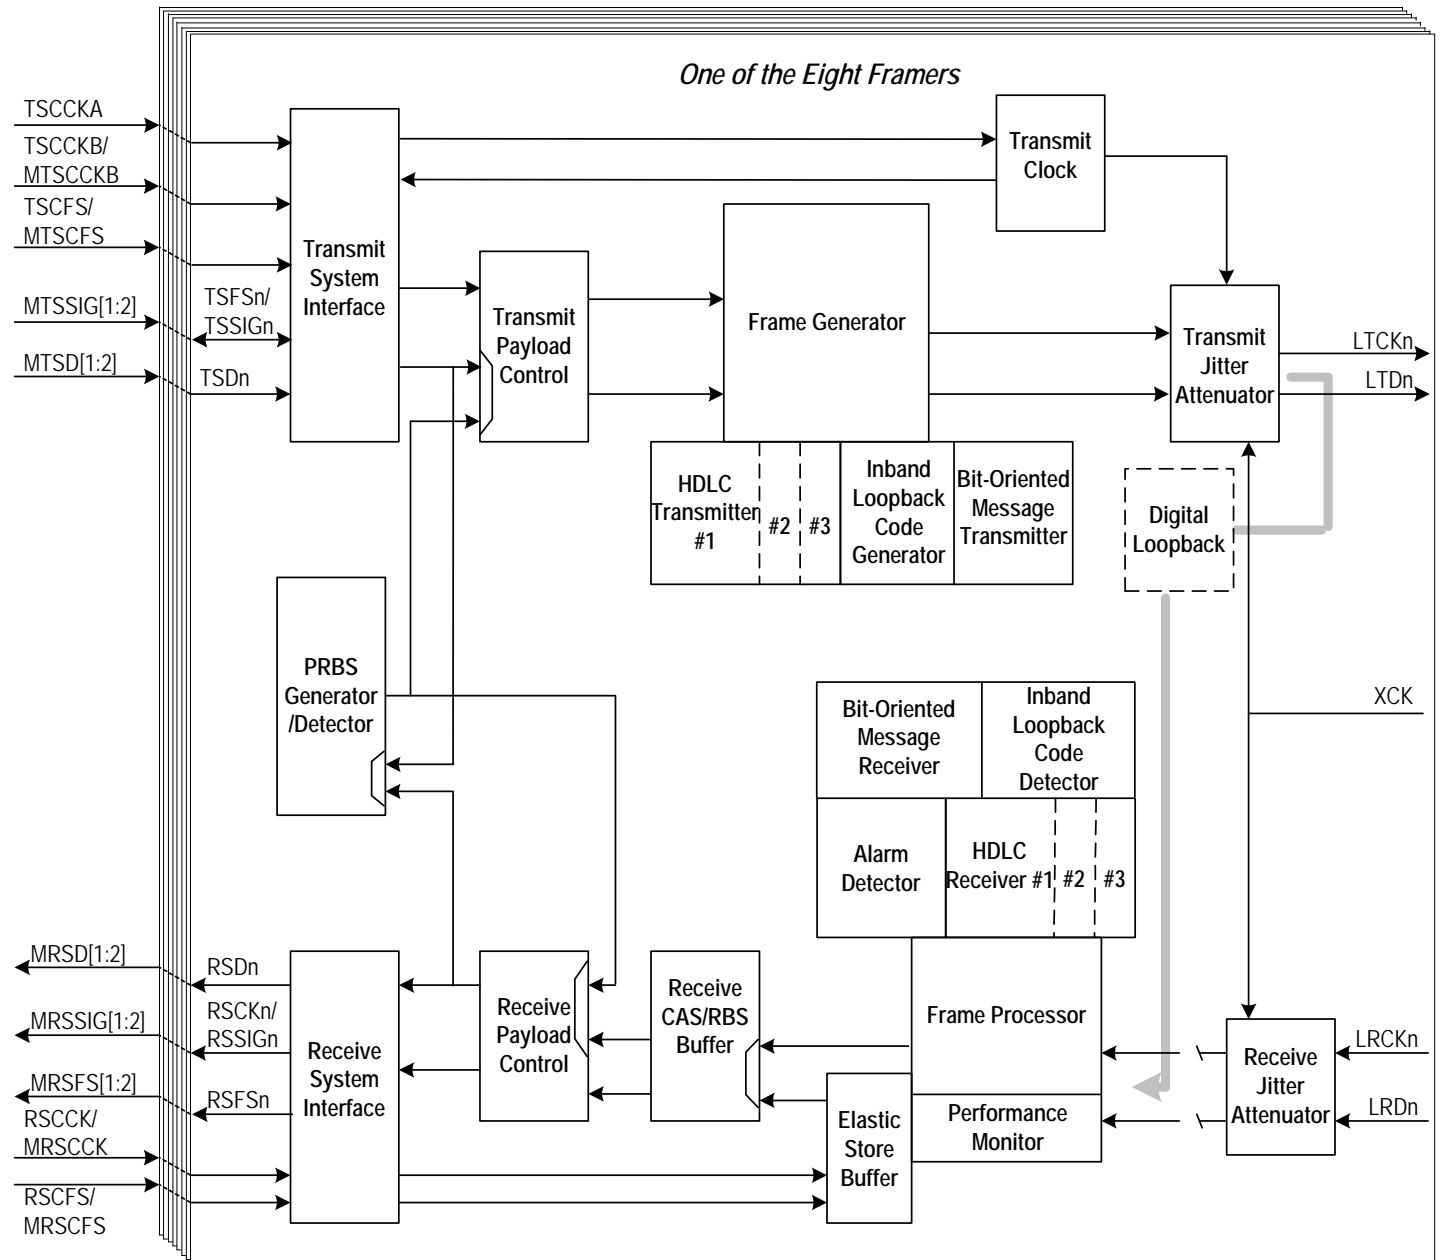 One of the Eight Framers
TSCCKA
TSCCKB/
MTSCCKB
TSCFS/
MTSCFS
MTSSIG[1:2]
MTSD[1:2]
TSFSn/
TSSIGn
TSDn
Transmit
System
Interface
Transmit
Payload
Control
Frame Generator
Transmit
Clock
Transmit
Jitter
Attenuator
LTCKn
LTDn
HDLC
Transmitter
#1
#2
#3
Inband
Loopback
Code
Generator
Bit-Oriented
Message
Transmitter
Digital
Loopback
PRBS
Generator
/Detector
XCK
Bit-Oriented
Message
Receiver
Inband
Loopback
Code
Detector
Alarm
Detector
HDLC
Receiver #1
#2
#3
MRSD[1:2]
MRSSIG[1:2]
MRSFS[1:2]
RSCCK/
MRSCCK
RSCFS/
MRSCFS
RSDn
RSCKn/
RSSIGn
RSFSn
Receive
System
Interface
Receive
Payload
Control
Receive
CAS/RBS
Buffer
Elastic
Store
Buffer
Frame Processor
Performance
Monitor
Receive
Jitter
Attenuator
LRCKn
LRDn